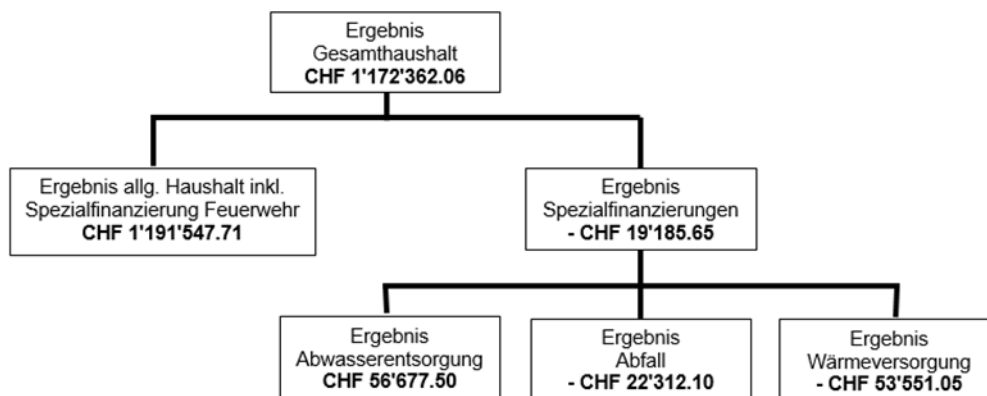 Ergebnis
Gesamthaushalt
CHF 1'172'362.06
Ergebnis allg. Haushalt inkl.
Spezialfinanzierung Feuerwehr
CHF 1'191'547.71
Ergebnis
Spezialfinanzierungen
- CHF 19'185.65
Ergebnis
Abwasserentsorgung
CHF 56'677.50
Ergebnis
Abfall
- CHF 22'312.10
Ergebnis
Wärmeversorgung
- CHF 53'551.05